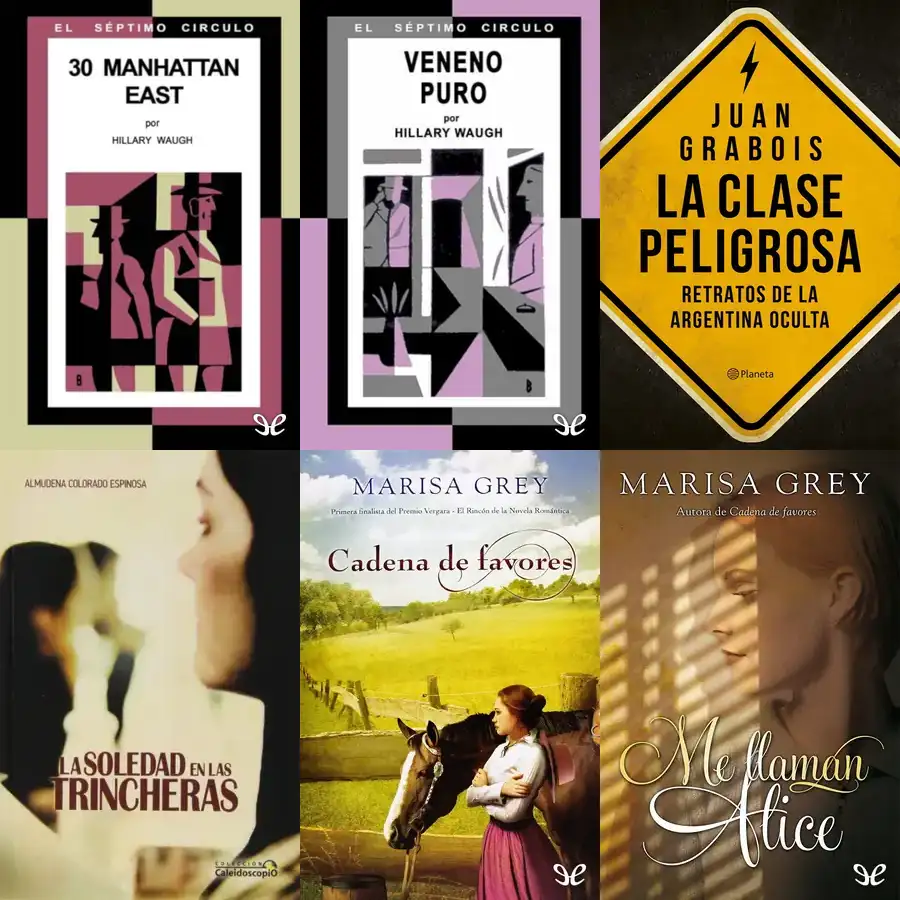 EL SÉPTIMO CIRCULO
30 MANHATTAN
EAST
por
HILLARY WAUGH
B
EL SÉPTIMO CIRCULO
VENENO
PURO
por
HILLARY WAUGH
B
JUAN
GRABOIS
LA CLASE
PELIGROSA
RETRATOS DE LA
ARGENTINA OCULTA
Planeta
ALMUDENA COLORADO ESPINOSA
LA SOLEDAD EN LAS
TRINCHERAS
COLECCIÓN
Caleidoscopio
MARISA GREY
Primera finalista del Premio Vergara - El Rincón de la Novela Romántica
Cadena de favores
MARISA GREY
Autora de Cadena de favores
Me llaman
Alice